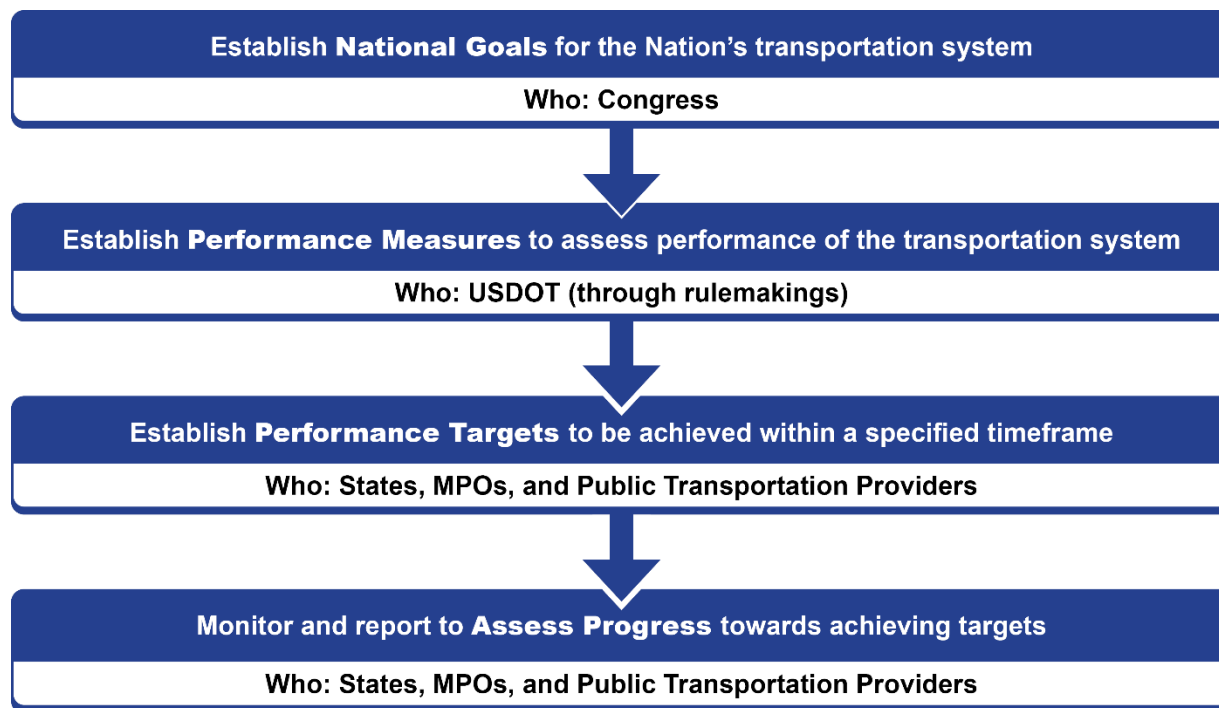 Establish National Goals for the Nation’s transportation system
Who: Congress
Establish Performance Measures to assess performance of the transportation system
Who: USDOT (through rulemakings)
Establish Performance Targets to be achieved within a specified timeframe
Who: States, MPOs, and Public Transportation Providers
Monitor and report to Assess Progress towards achieving targets
Who: States, MPOs, and Public Transportation Providers